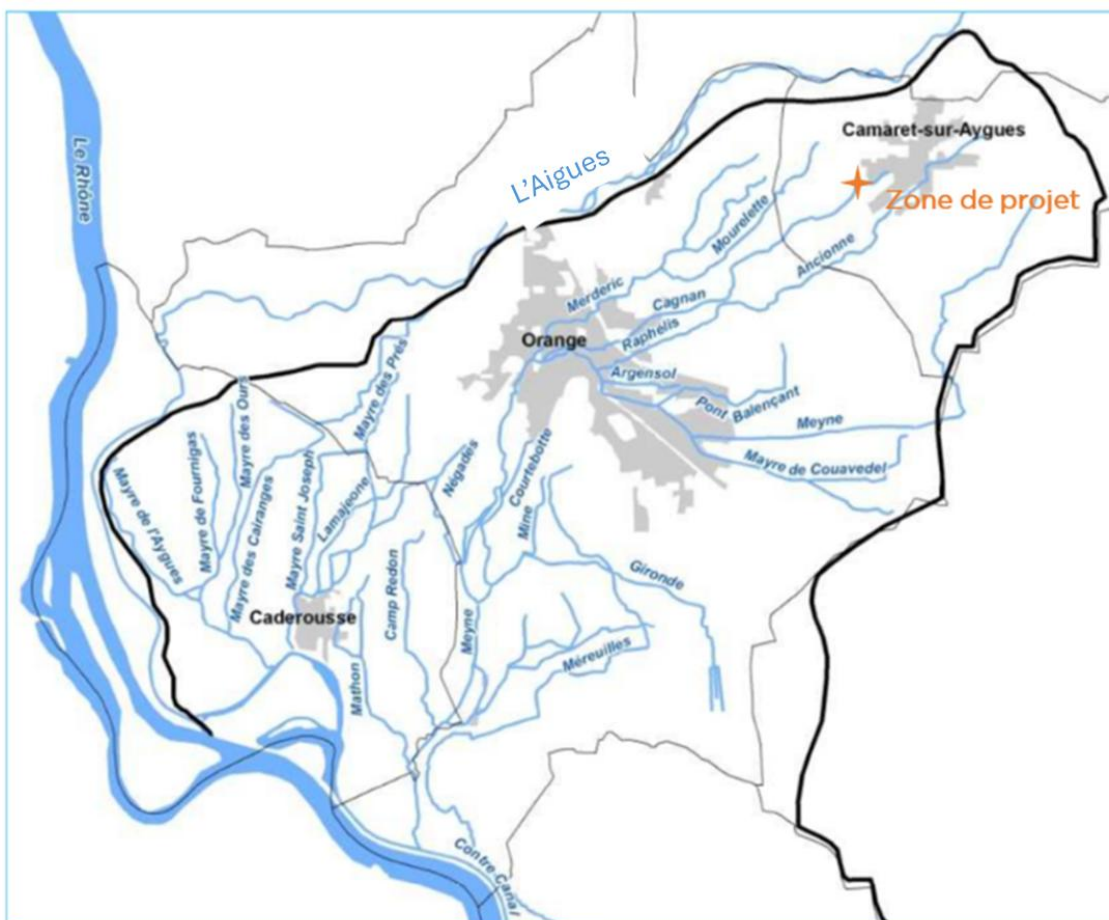 Le Rhône
L'Aigues
Camaret-sur-Aygues
Zone de projet
Mourelette
Ancionne
Merderic
Cagnan
Raphélis
Orange
Argensol
Pont Balençant
Meyne
Mayre de Couavedel
Mayre des Prés
Mayre des Ours
Mayre de Fournigas
Mayre de l'Aygues
Mayre des Cairanges
Mayre Saint Joseph
Lamajeone
Négades
Courtebotte
Mine
Gironde
Caderousse
Camp Redon
Meyne
Méreuilles
Mathon
Contre Canal